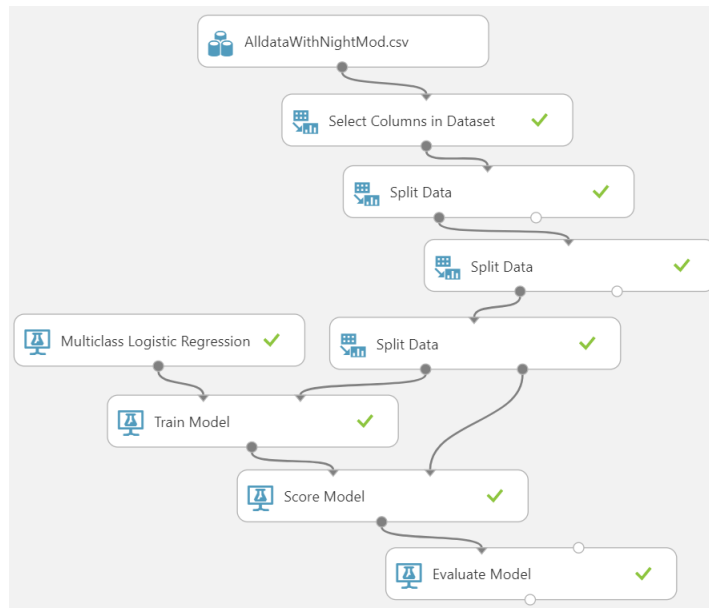 AlldataWithNightMod.csv
Select Columns in Dataset
Split Data
Split Data
Multiclass Logistic Regression
Split Data
Train Model
Score Model
Evaluate Model